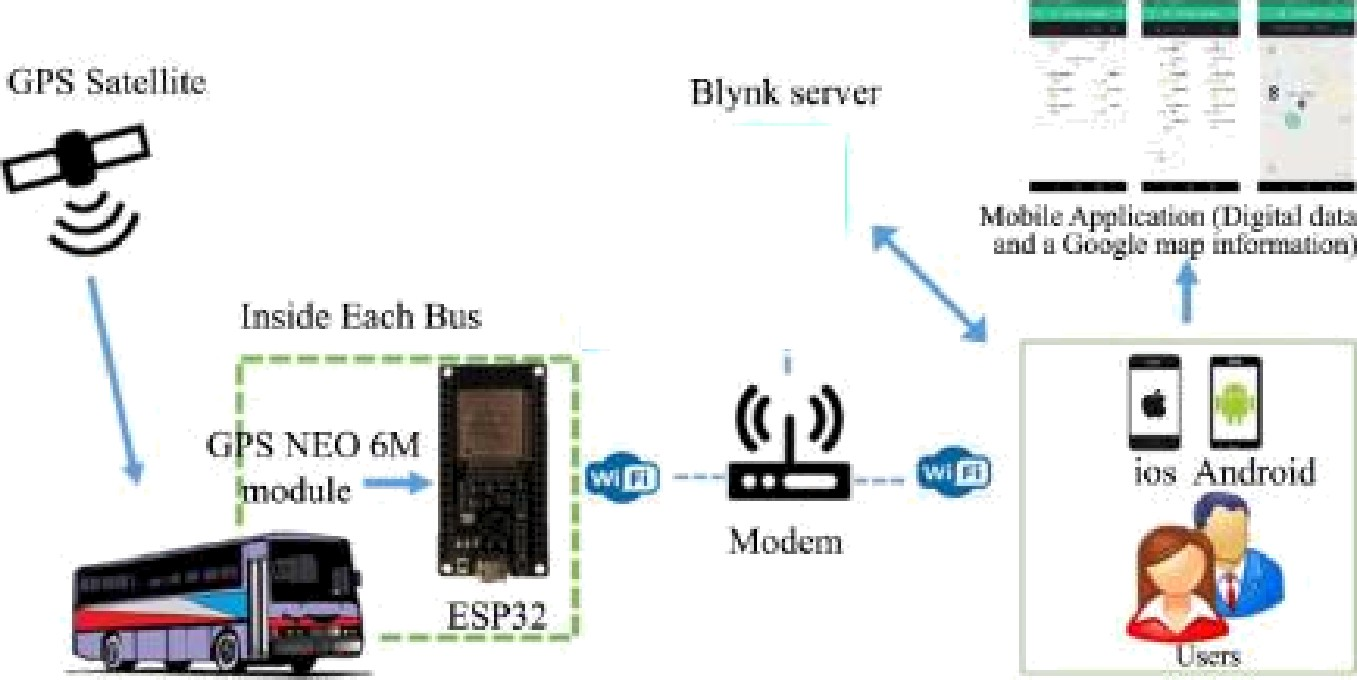 GPS Satellite
Blynk server
Mobile Application (Digital data
and a Google map information)
Inside Each Bus
GPS NEO 6M
module
ESP32
WiFi
Modem
WiFi
ios Android
Users